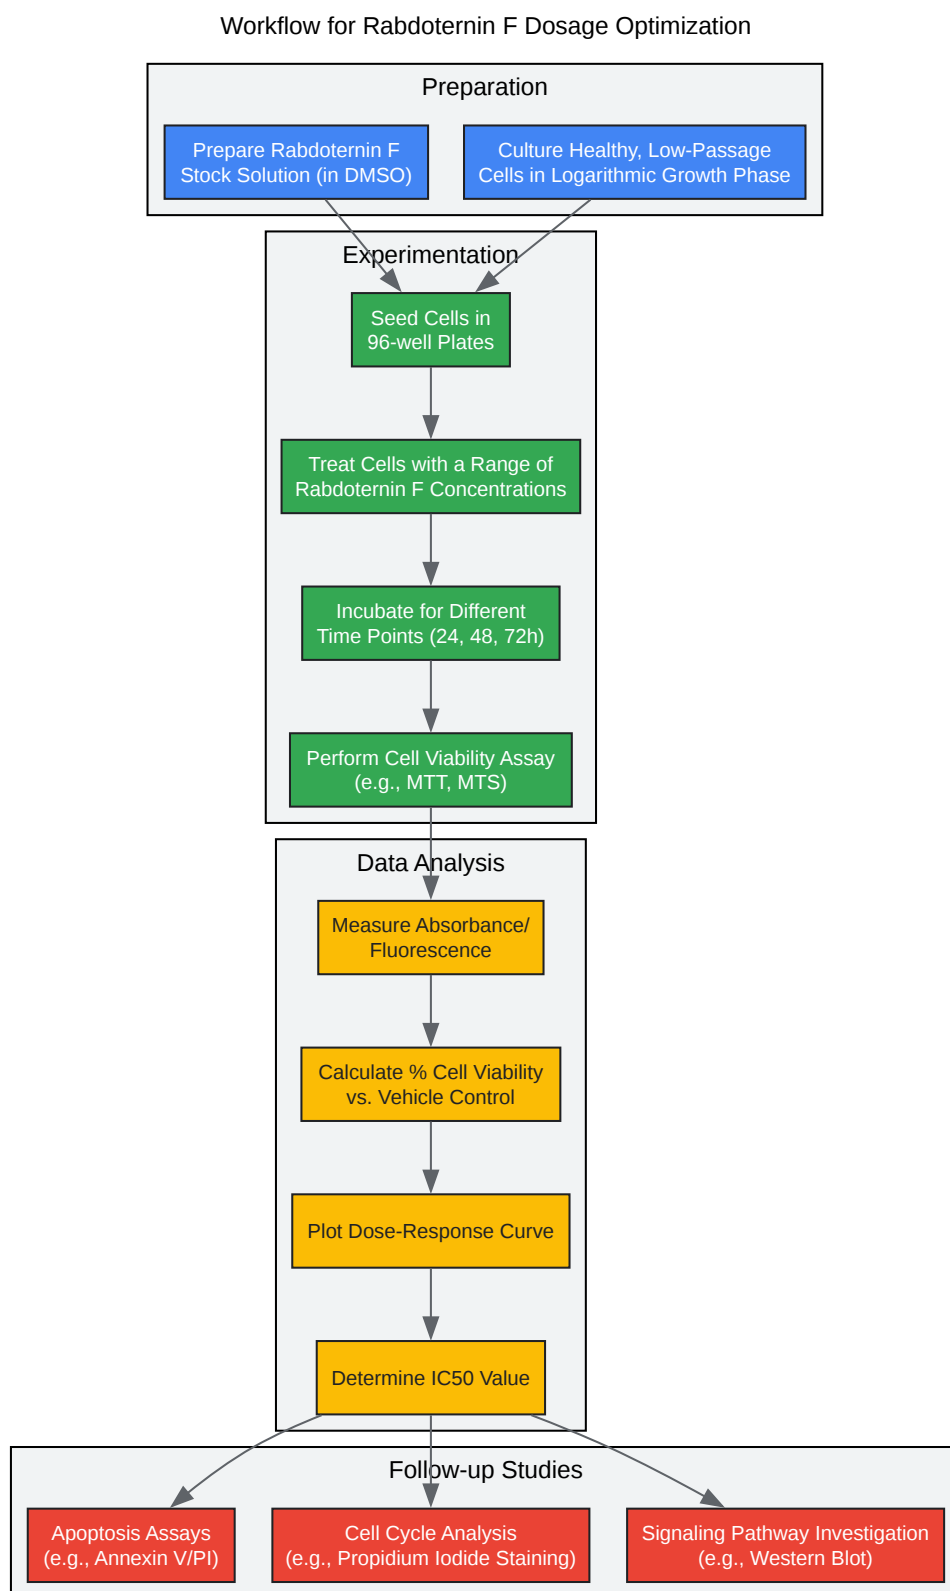 Workflow for Rabdoternin F Dosage Optimization
Preparation
Prepare Rabdoternin F
Stock Solution (in DMSO)
Culture Healthy, Low-Passage
Cells in Logarithmic Growth Phase
Experimentation
Seed Cells in
96-well Plates
Treat Cells with a Range of
Rabdoternin F Concentrations
Incubate for Different
Time Points (24, 48, 72h)
Perform Cell Viability Assay
(e.g., MTT, MTS)
Data Analysis
Measure Absorbance/
Fluorescence
Calculate % Cell Viability
vs. Vehicle Control
Plot Dose-Response Curve
Determine IC50 Value
Follow-up Studies
Apoptosis Assays
(e.g., Annexin V/PI)
Cell Cycle Analysis
(e.g., Propidium Iodide Staining)
Signaling Pathway Investigation
(e.g., Western Blot)